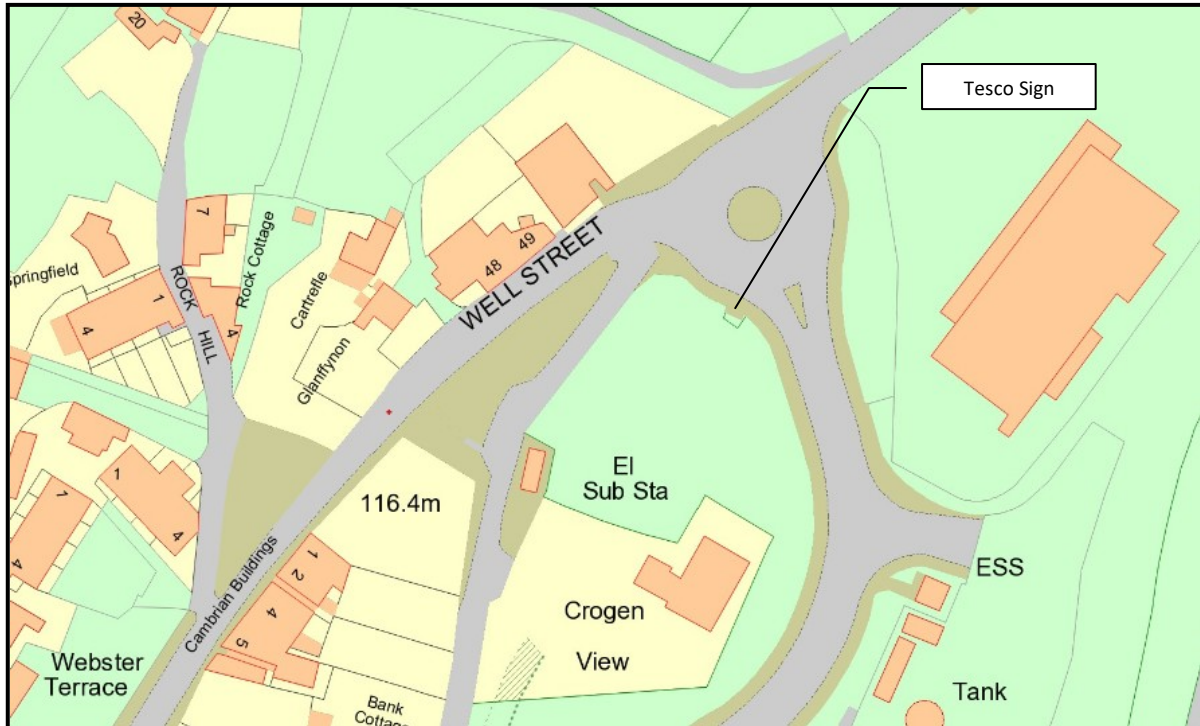 20
Tesco Sign
7
Rock Cottage
Springfield
ROCK
HILL
1
4
4
Cartrefle
Glanffynon
48
49
WELL STREET
116.4m
El
Sub Sta
1
4
1
4
Cambrian Buildings
1
2
4
5
Crogen
View
ESS
Webster
Terrace
Bank
Cottage
Tank